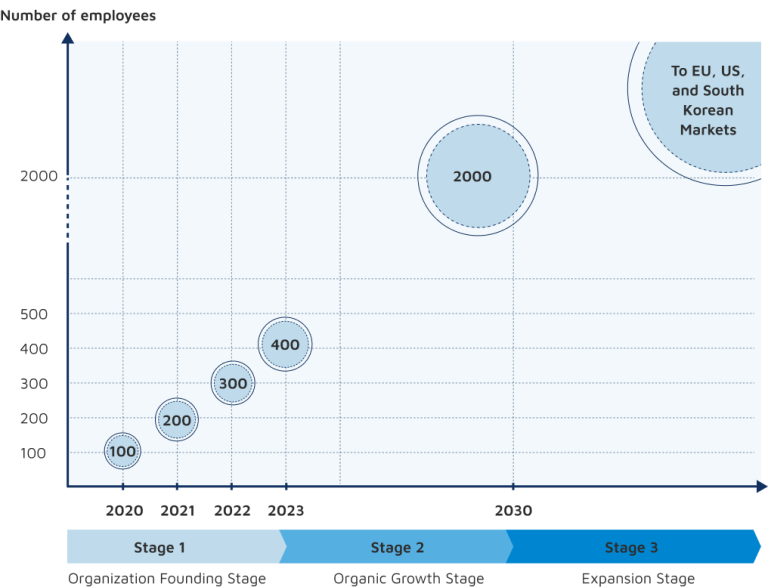 Number of employees
To EU, US,
and South
Korean
Markets
2000
2000
500
400
400
300
300
200
200
100
100
2020 2021 2022 2023 2030
Stage 1 Stage 2 Stage 3
Organization Founding Stage Organic Growth Stage Expansion Stage